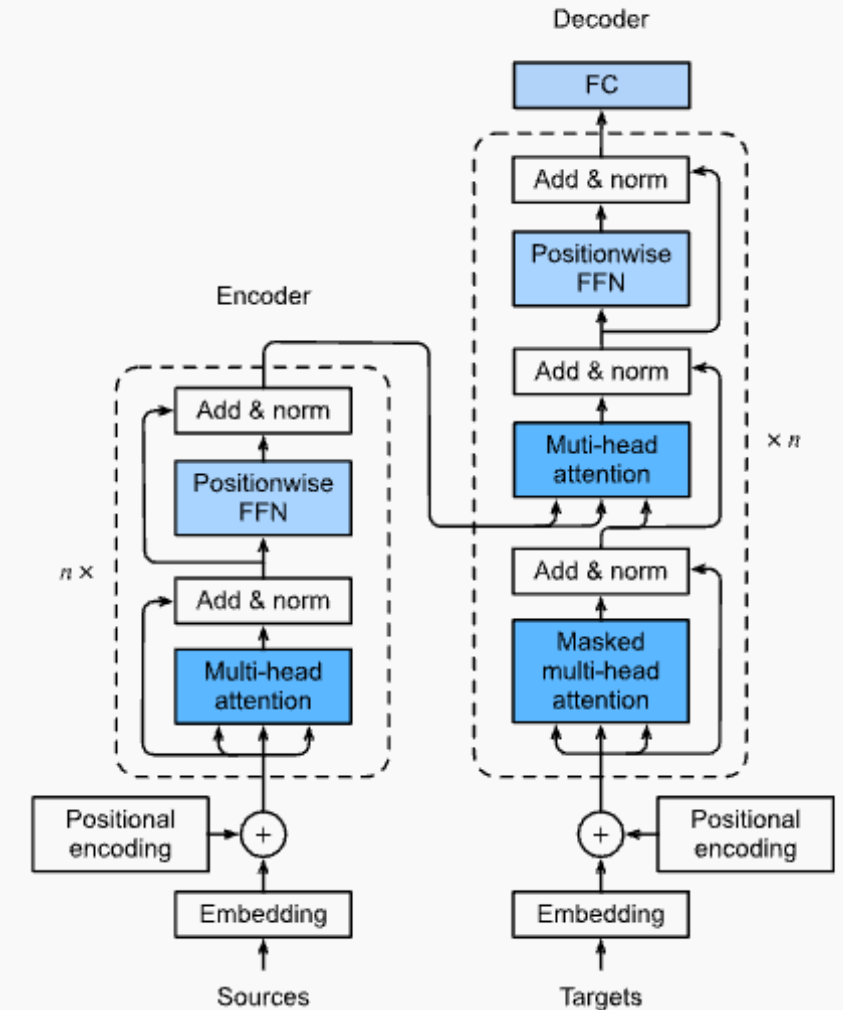 Decoder
FC
Add & norm
Positionwise
FFN
Encoder
Add & norm
Add & norm
Muti-head
attention
× n
Positionwise
FFN
n ×
Add & norm
Add & norm
Multi-head
attention
Masked
multi-head
attention
Positional
encoding
+
+
Positional
encoding
Embedding
Embedding
Sources
Targets